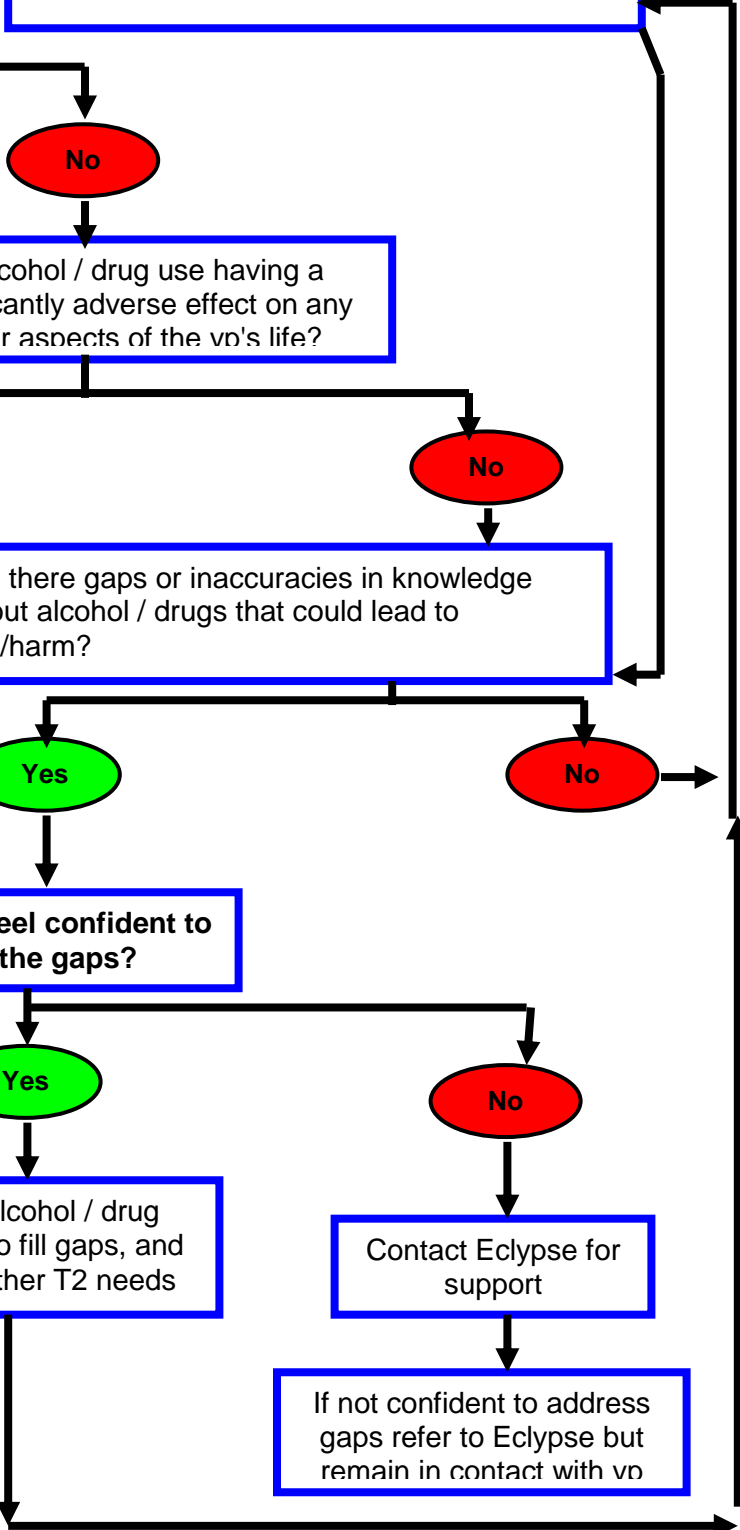 No
cohol / drug use having a
cantly adverse effect on any
r aspects of the yp's life?
No
there gaps or inaccuracies in knowledge
out alcohol / drugs that could lead to
/harm?
Yes
No
eel confident to
the gaps?
Yes
No
lcohol / drug
o fill gaps, and
ther T2 needs
Contact Eclypse for
support
If not confident to address
gaps refer to Eclypse but
remain in contact with yp